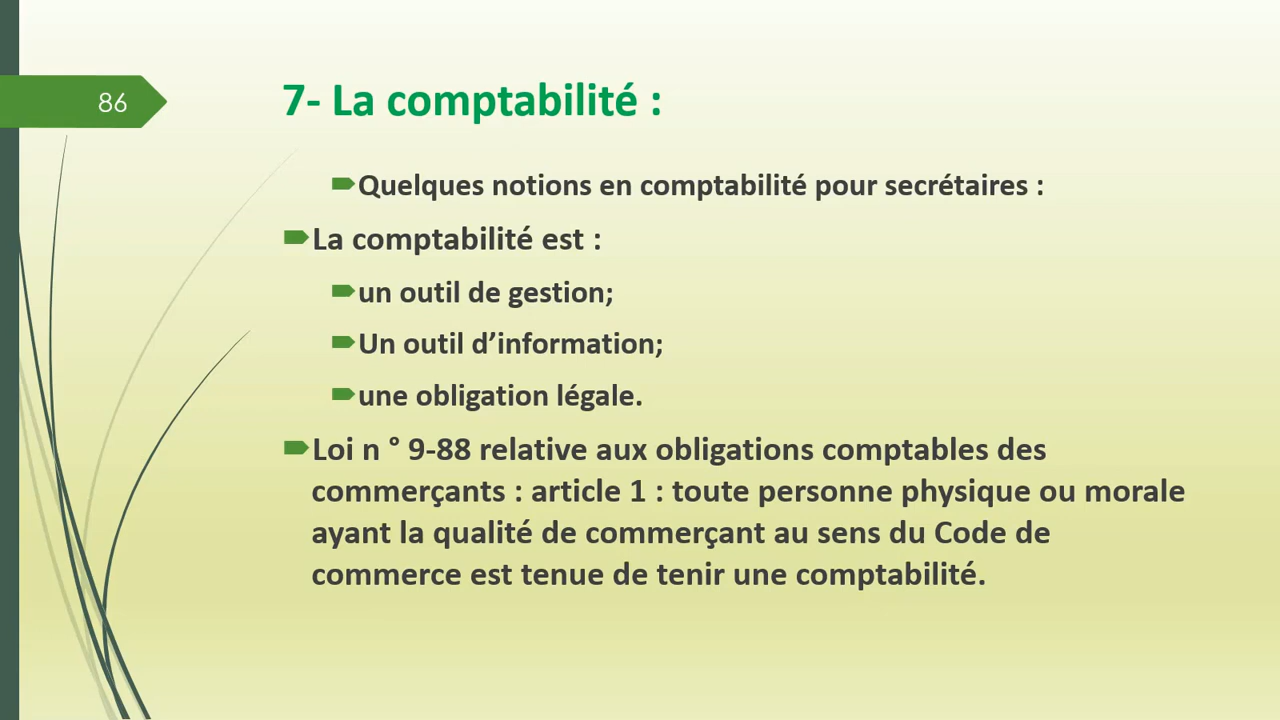 86
7- La comptabilité :
Quelques notions en comptabilité pour secrétaires :
La comptabilité est :
un outil de gestion;
Un outil d’information;
une obligation légale.
Loi n ° 9-88 relative aux obligations comptables des
commerçants : article 1 : toute personne physique ou morale
ayant la qualité de commerçant au sens du Code de
commerce est tenue de tenir une comptabilité.